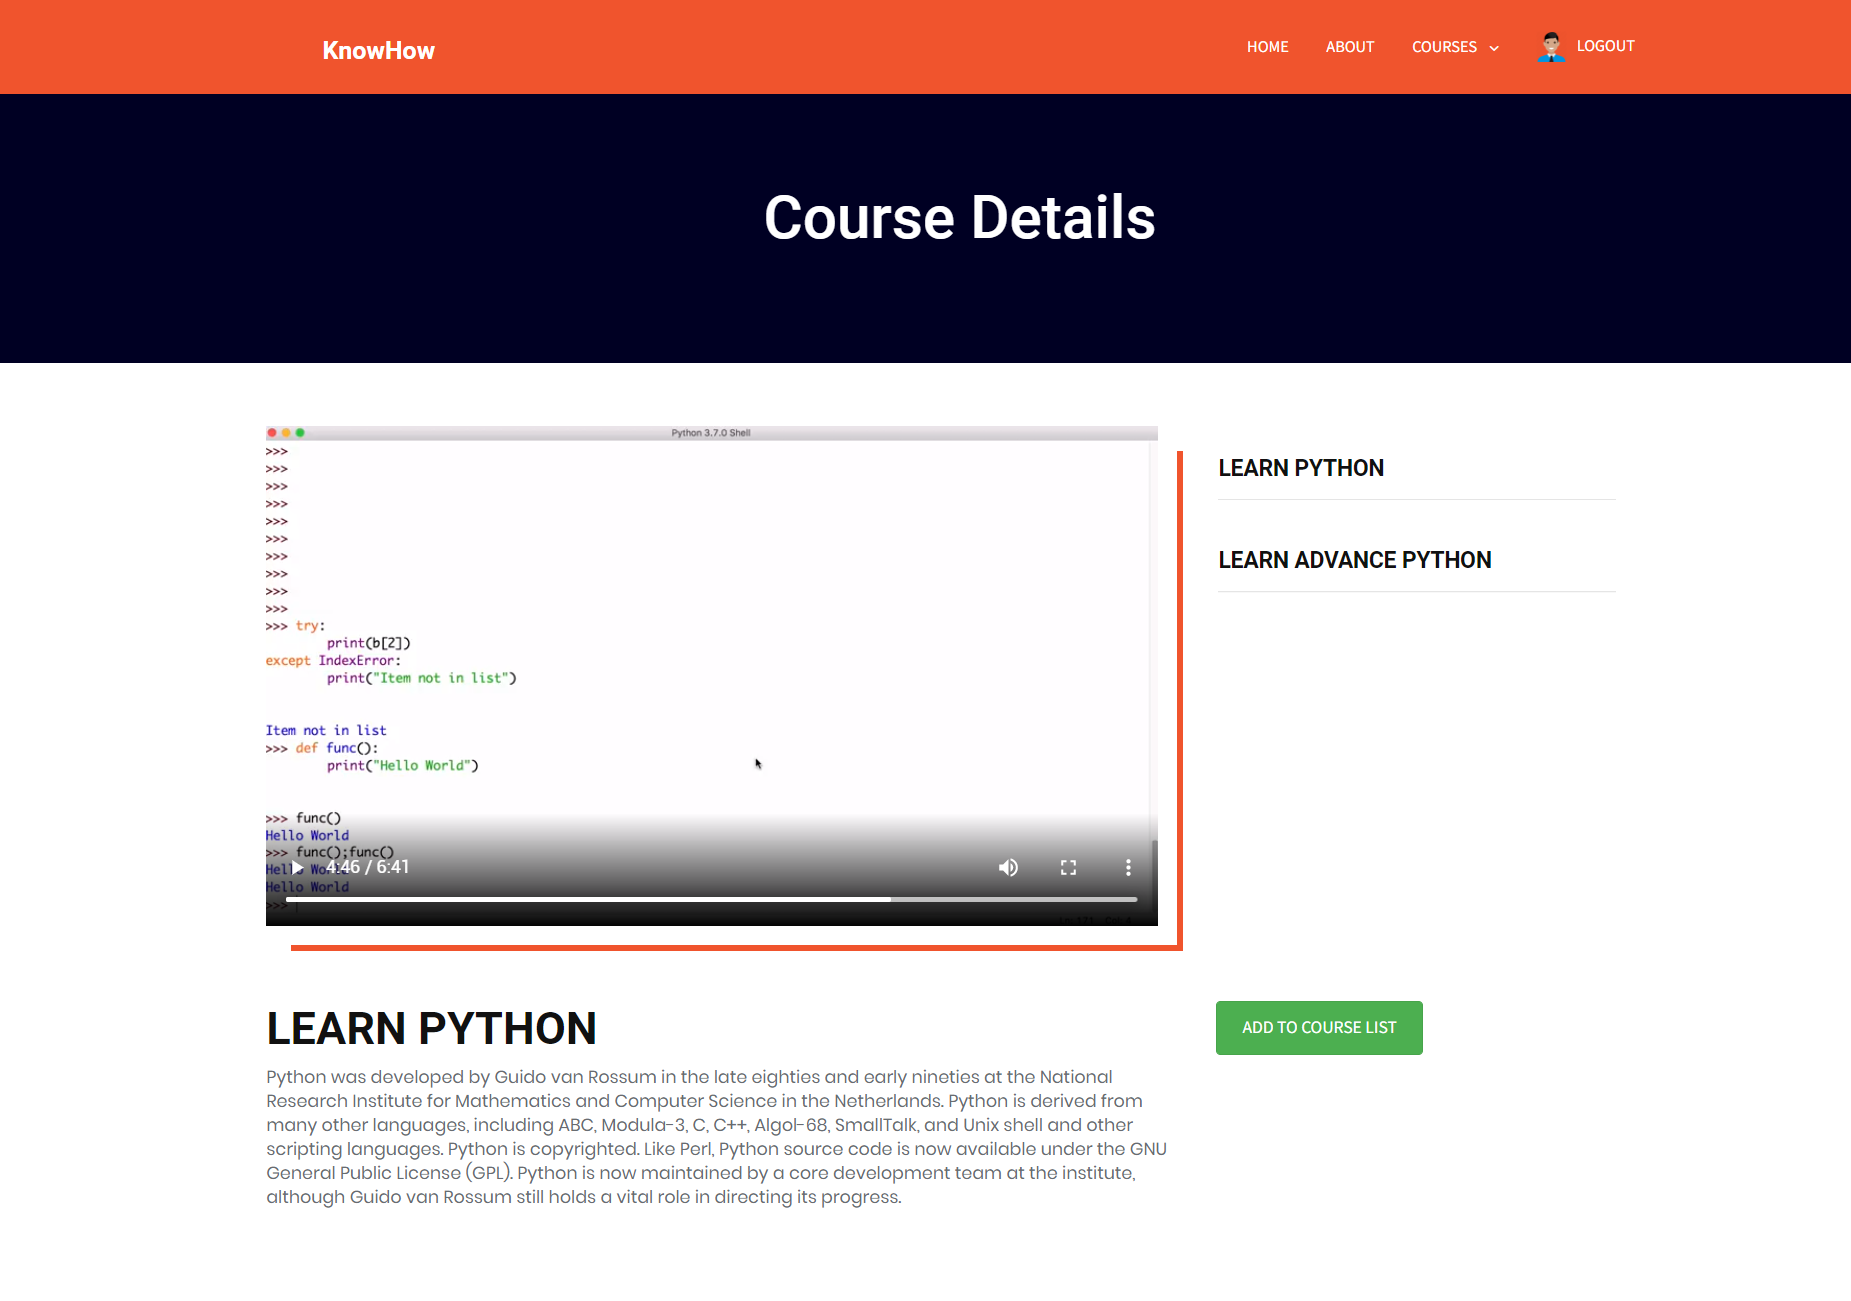 KnowHow
HOME ABOUT COURSES LOGOUT
Course Details
Python 3.7.0 Shell
>>>
>>>
>>>
>>>
>>>
>>>
>>>
>>>
>>>
>>>
>>> try:
print(b[2])
except IndexError:
print("Item not in list")
Item not in list
>>> def func():
print("Hello World")
>>> func()
Hello World
>>> func();func()
Hello World
Hello World
>>>
4:46 / 6:41
LEARN PYTHON
LEARN ADVANCE PYTHON
LEARN PYTHON
ADD TO COURSE LIST
Python was developed by Guido van Rossum in the late eighties and early nineties at the National
Research Institute for Mathematics and Computer Science in the Netherlands. Python is derived from
many other languages, including ABC, Modula-3, C, C++, Algol-68, SmallTalk, and Unix shell and other
scripting languages. Python is copyrighted. Like Perl, Python source code is now available under the GNU
General Public License (GPL). Python is now maintained by a core development team at the institute,
although Guido van Rossum still holds a vital role in directing its progress.